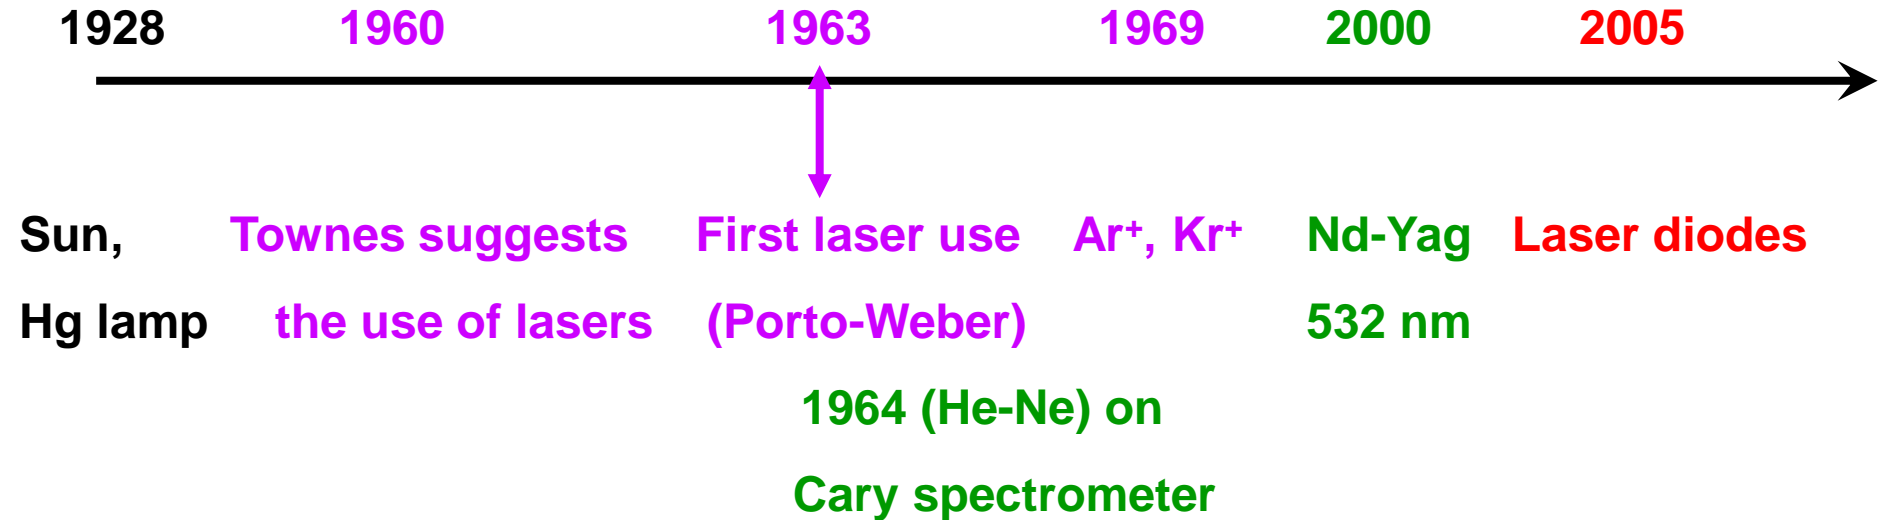 1928 1960 1963 1969 2000 2005
Sun, Townes suggests First laser use Ar⁺, Kr⁺ Nd-Yag Laser diodes
Hg lamp the use of lasers (Porto-Weber) 532 nm
1964 (He-Ne) on
Cary spectrometer